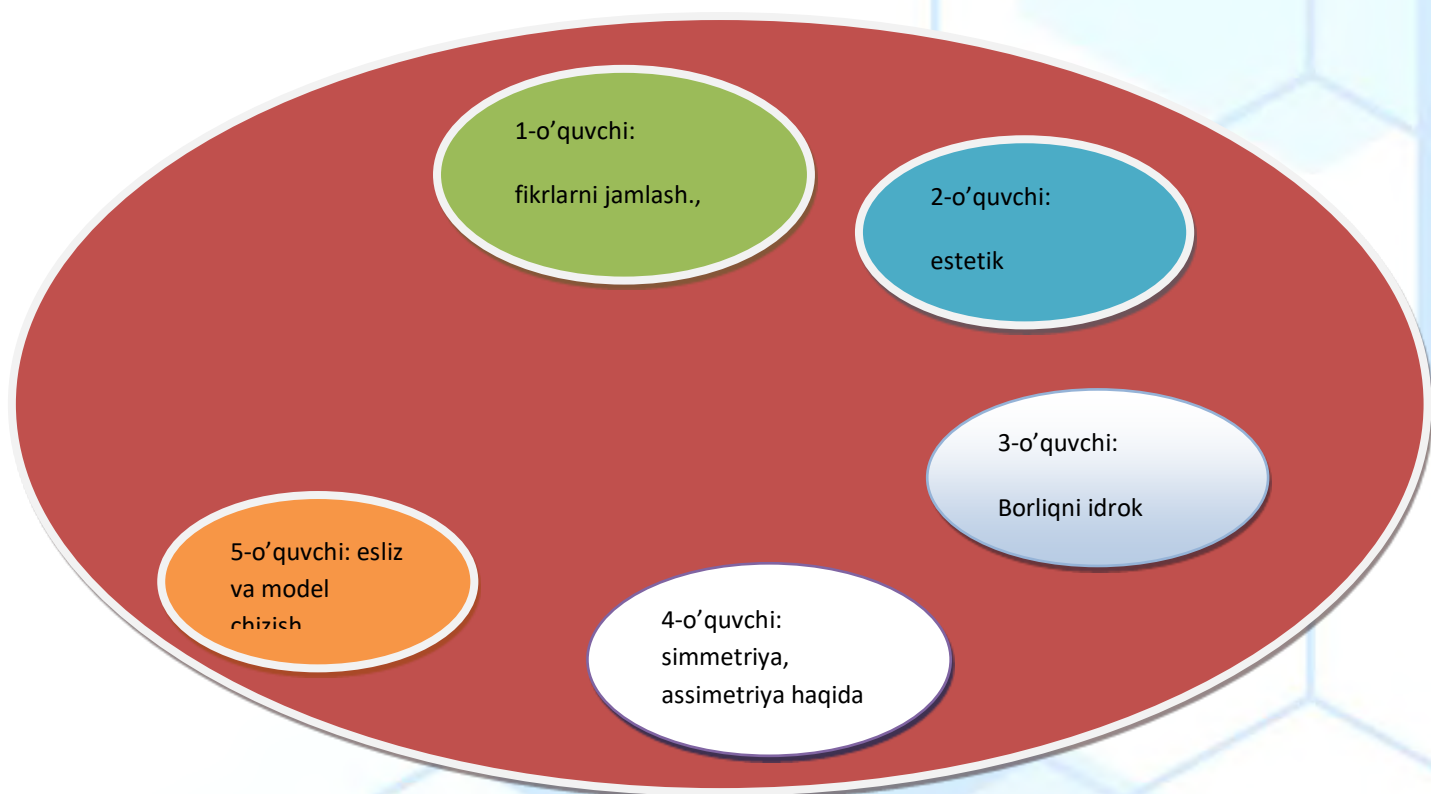 1-o’quvchi:
fikrlarni jamlash.,
2-o’quvchi:
estetik
3-o’quvchi:
Borliqni idrok
4-o’quvchi:
simmetriya,
assimetriya haqida
5-o’quvchi: esliz
va model
chizish